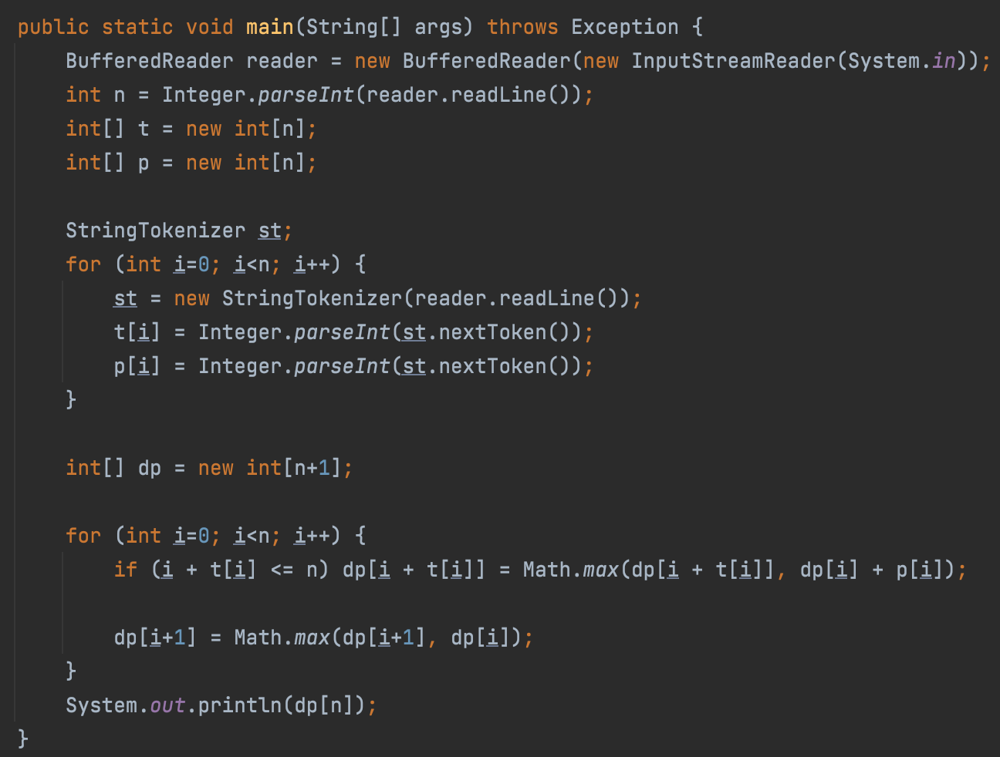 public static void main(String[] args) throws Exception {
    BufferedReader reader = new BufferedReader(new InputStreamReader(System.in));
    int n = Integer.parseInt(reader.readLine());
    int[] t = new int[n];
    int[] p = new int[n];

    StringTokenizer st;
    for (int i=0; i<n; i++) {
        st = new StringTokenizer(reader.readLine());
        t[i] = Integer.parseInt(st.nextToken());
        p[i] = Integer.parseInt(st.nextToken());
    }

    int[] dp = new int[n+1];

    for (int i=0; i<n; i++) {
        if (i + t[i] <= n) dp[i + t[i]] = Math.max(dp[i + t[i]], dp[i] + p[i]);

        dp[i+1] = Math.max(dp[i+1], dp[i]);
    }
    System.out.println(dp[n]);
}